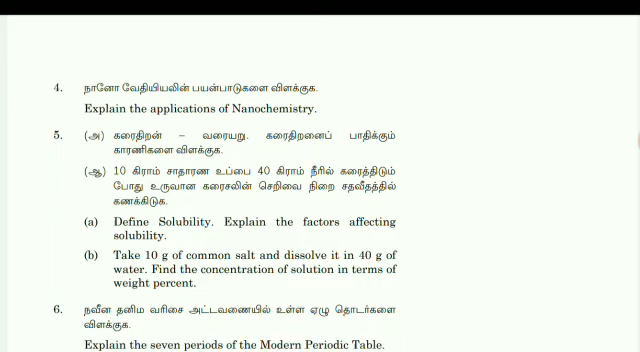 4. நானோ வேதியியலின் பயன்பாடுகளை விளக்குக.
Explain the applications of Nanochemistry.
5. (அ) கரைதிறன் – வரையறு. கரைதிறனைப் பாதிக்கும்
காரணிகளை விளக்குக.
(ஆ) 10 கிராம் சாதாரண உப்பை 40 கிராம் நீரில் கரைத்திடும்
போது உருவான கரைசலின் செறிவை நிறை சதவீதத்தில்
கணக்கிடுக.
(a) Define Solubility. Explain the factors affecting
solubility.
(b) Take 10 g of common salt and dissolve it in 40 g of
water. Find the concentration of solution in terms of
weight percent.
6. நவீன தனிம வரிசை அட்டவணையில் உள்ள ஏழு தொடர்களை
விளக்குக.
Explain the seven periods of the Modern Periodic Table.